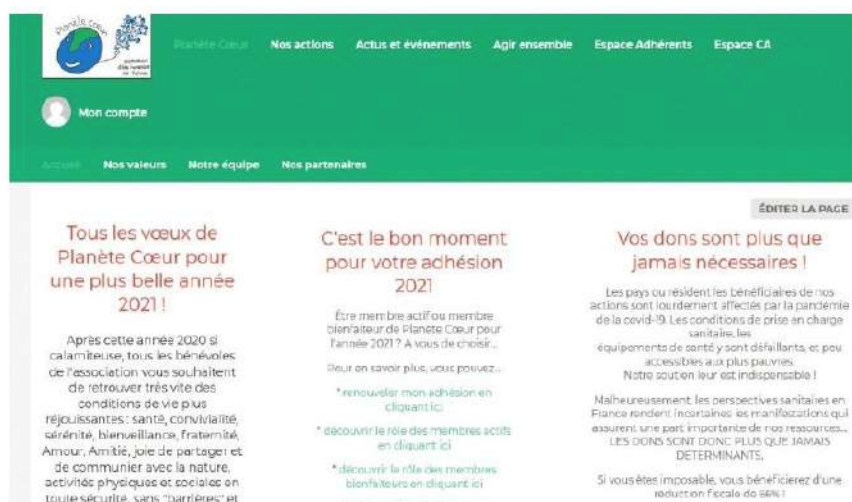 Planète Cœur
Planète Cœur Nos actions Actus et événements Agir ensemble Espace Adhérents Espace CA
Mon compte
Accueil Nos valeurs Notre équipe Nos partenaires
ÉDITER LA PAGE
Tous les vœux de
Planète Cœur pour
une plus belle année
2021 !
Après cette année 2020 si
calamiteuse, tous les bénévoles
de l'association vous souhaitent
de retrouver très vite des
conditions de vie plus
réjouissantes : santé, convivialité,
sérénité, bienveillance, fraternité,
Amour, Amitié, joie de partager et
de communier avec la nature,
activités physiques et sociales en
toute sécurité, sans "barrières" et
C'est le bon moment
pour votre adhésion
2021
Être membre actif ou membre
bienfaiteur de Planète Cœur pour
l'année 2021 ? A vous de choisir...
Pour en savoir plus, vous pouvez...
* renouveler mon adhésion en
cliquant ici
* découvrir le rôle des membres actifs
en cliquant ici
* découvrir le rôle des membres
bienfaiteurs en cliquant ici
Vos dons sont plus que
jamais nécessaires !
Les pays ou résident les bénéficiaires de nos
actions sont lourdement affectés par la pandémie
de la covid-19. Les conditions de prise en charge
sanitaire, les
équipements de santé y sont défaillants, et peu
accessibles aux plus pauvres.
Notre soutien leur est indispensable !
Malheureusement, les perspectives sanitaires en
France rendent incertaines les manifestations qui
assurent une part importante de nos ressources...
LES DONS SONT DONC PLUS QUE JAMAIS
DETERMINANTS.
Si vous êtes imposable, vous bénéficierez d'une
réduction fiscale de 66% !